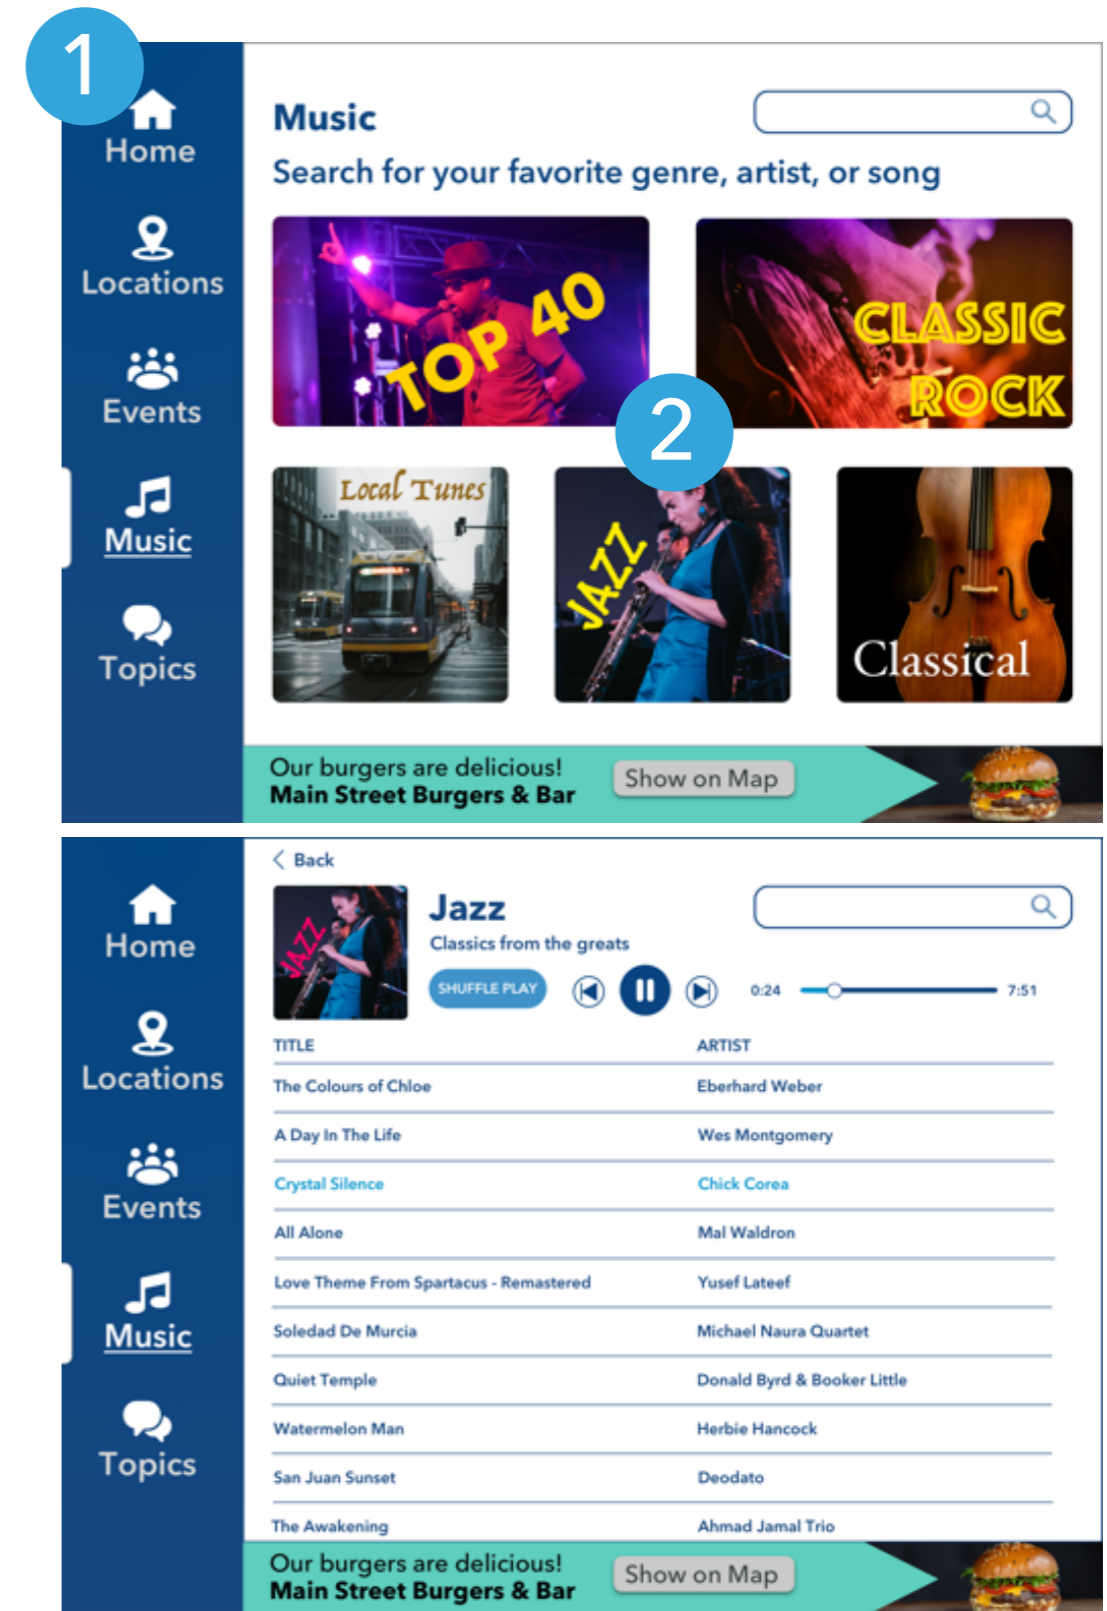 1
Home
Music
Search for your favorite genre, artist, or song
Locations
TOP 40
CLASSIC
ROCK
Events
2
Music
Local Tunes
JAZZ
Classical
Topics
Our burgers are delicious!
Main Street Burgers & Bar
Show on Map
Back
Home
JAZZ
Jazz
Classics from the greats
SHUFFLE PLAY
0:24
7:51
Locations
TITLE ARTIST
The Colours of Chloe Eberhard Weber
A Day In The Life Wes Montgomery
Events
Crystal Silence Chick Corea
All Alone Mal Waldron
Music
Love Theme From Spartacus - Remastered Yusef Lateef
Soledad De Murcia Michael Naura Quartet
Quiet Temple Donald Byrd & Booker Little
Topics
Watermelon Man Herbie Hancock
San Juan Sunset Deodato
The Awakening Ahmad Jamal Trio
Our burgers are delicious!
Main Street Burgers & Bar
Show on Map